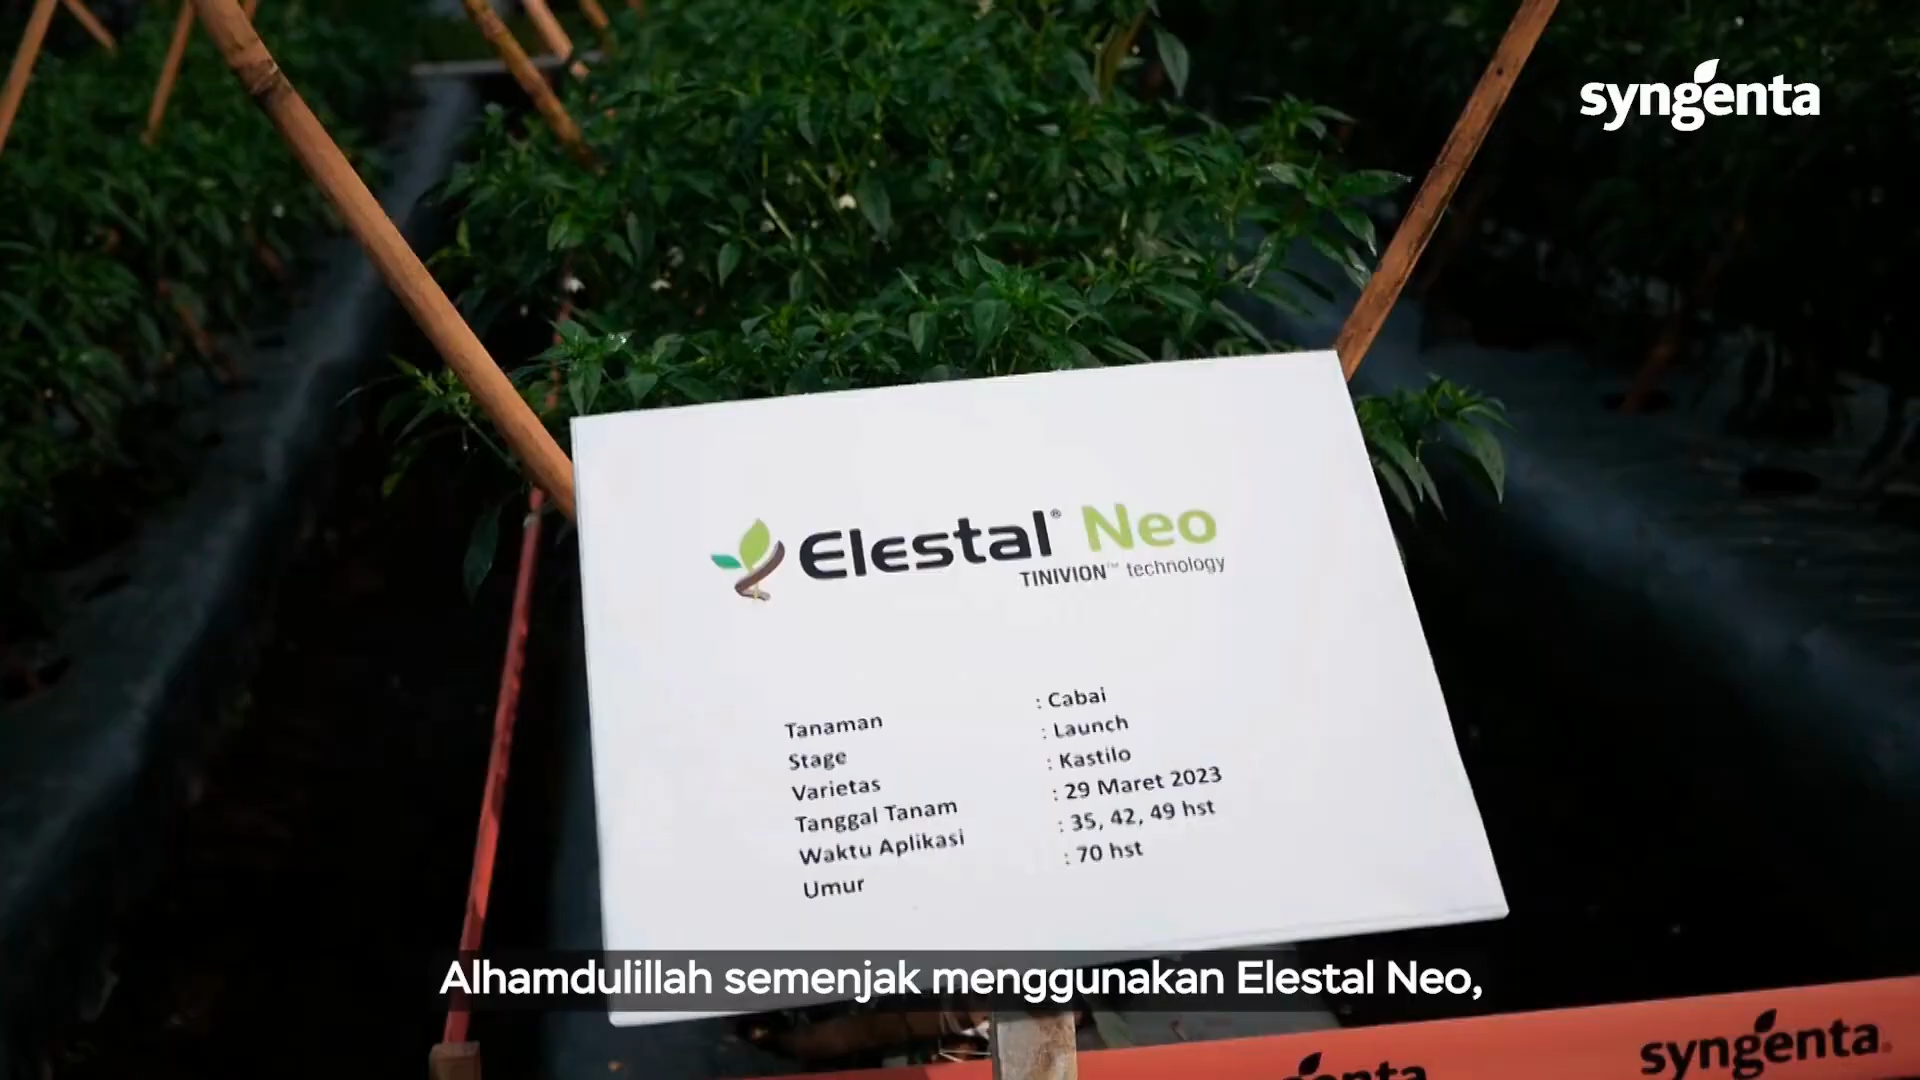 syngenta
Elestal® Neo
TINIVION™ technology
Tanaman : Cabai
Stage : Launch
Varietas : Kastilo
Tanggal Tanam : 29 Maret 2023
Waktu Aplikasi : 35, 42, 49 hst
Umur : 70 hst
Alhamdulillah semenjak menggunakan Elestal Neo,
syngenta